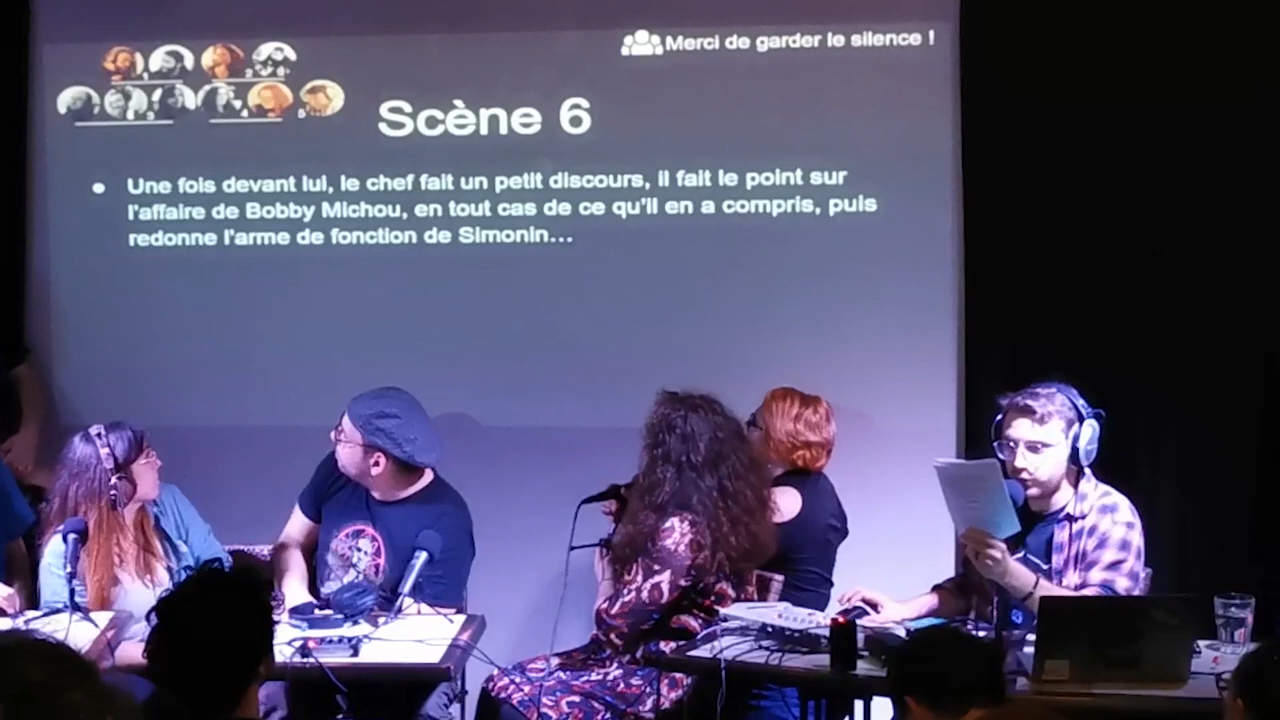 Merci de garder le silence !
Scène 6
Une fois devant lui, le chef fait un petit discours, il fait le point sur
l'affaire de Bobby Michou, en tout cas de ce qu'il en a compris, puis
redonne l'arme de fonction de Simonin...